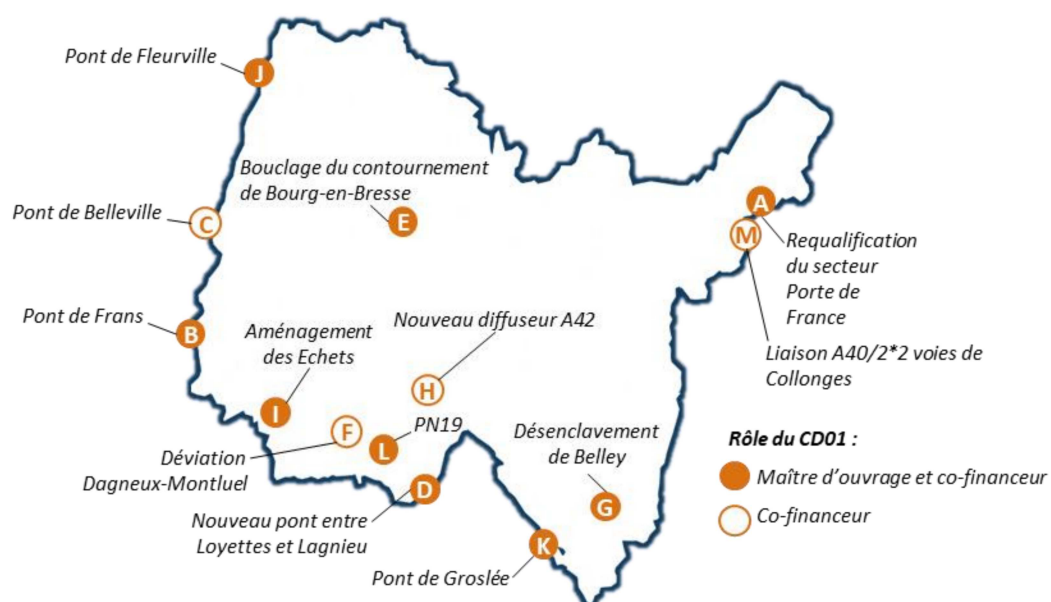 Pont de Fleurville
J
Bouclage du contournement
de Bourg-en-Bresse
E
Pont de Belleville
C
A
M
Requalification
du secteur
Porte de
France
Pont de Frans
B
Aménagement
des Echets
Nouveau diffuseur A42
Liaison A40/2*2 voies de
Collonges
H
I
F
PN19
L
Désenclavement
de Belley
Déviation
Dagneux-Montluel
D
G
Nouveau pont entre
Loyettes et Lagnieu
K
Pont de Groslée
Rôle du CD01 :
Maître d'ouvrage et co-financeur
Co-financeur